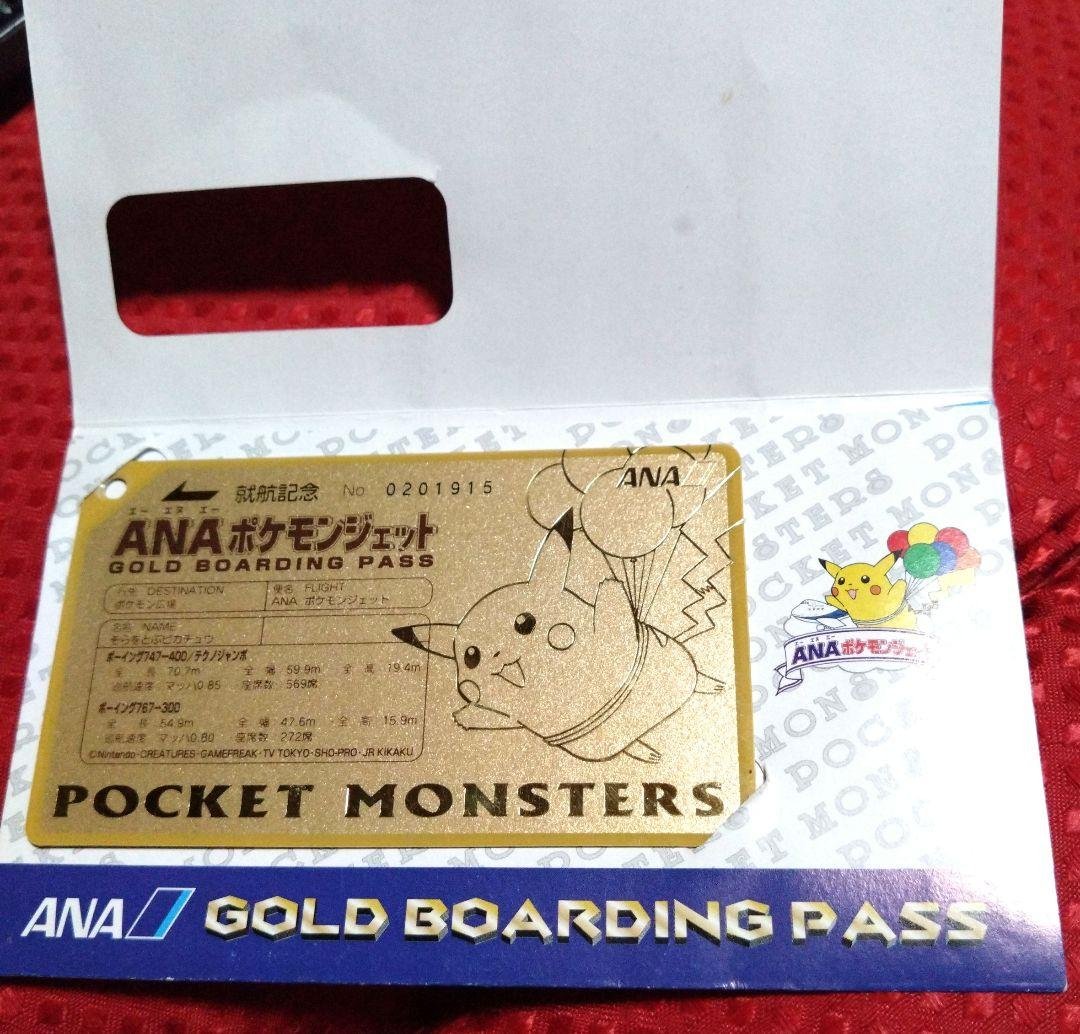 就航記念 No 0201915
エー エヌ エー
ANAポケモンジェット
GOLD BOARDING PASS
行先 DESTINATION
ポケモン広場
便名 FLIGHT
ANA ポケモンジェット
お名 NAME
そらをとぶピカチュウ
ボーイング747-400/テクノジャンボ
全 長 70.7m 全 幅 59.9m 全 高 19.4m
巡航速度 マッハ0.85 座席数 569席
ボーイング767-300
全 長 54.9m 全 幅 47.6m 全 高 15.9m
巡航速度 マッハ0.80 座席数 272席
©Nintendo・CREATURES・GAMEFREAK・TV TOKYO・SHO-PRO・JR KIKAKU
ANA
POCKET MONSTERS
エー エヌ エー
ANAポケモンジェット
ANA GOLD BOARDING PASS